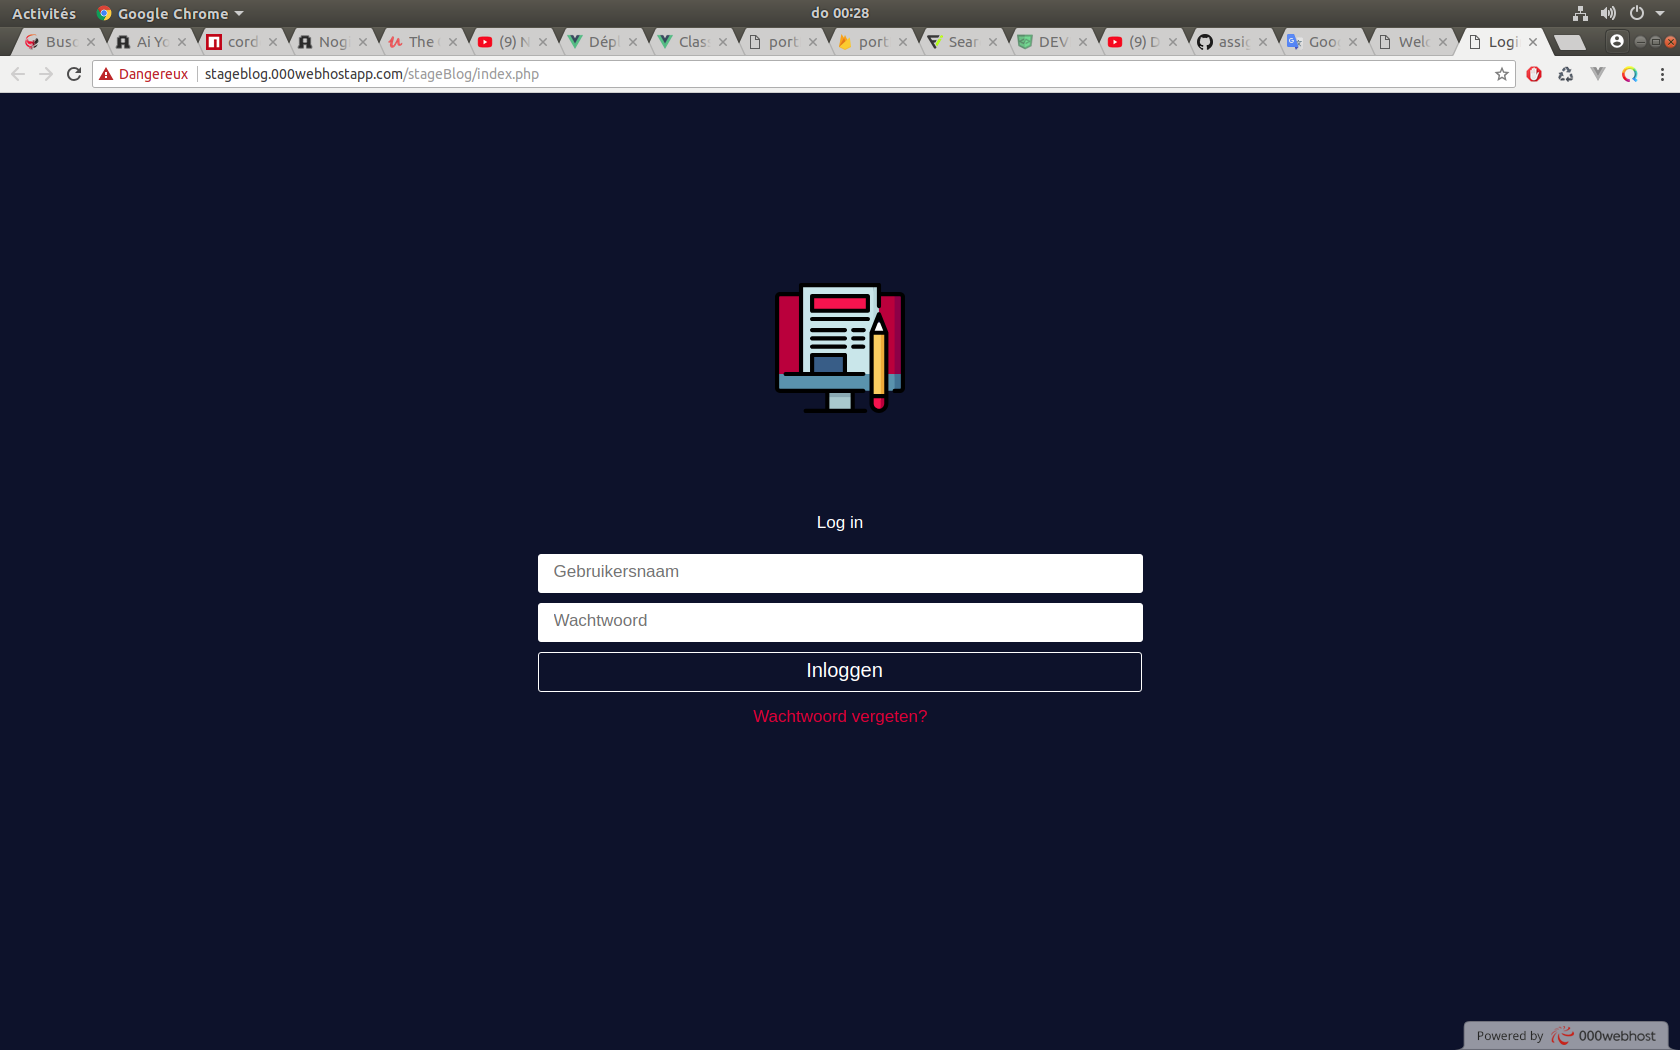 Activités Google Chrome do 00:28
Busc Ai Yo cord Nog The (9) N Dépl Clas port port Sear DEV (9) D assig Goo Welc Logi
Dangereux stageblog.000webhostapp.com/stageBlog/index.php
Log in
Gebruikersnaam
Wachtwoord
Inloggen
Wachtwoord vergeten?
Powered by 000webhost